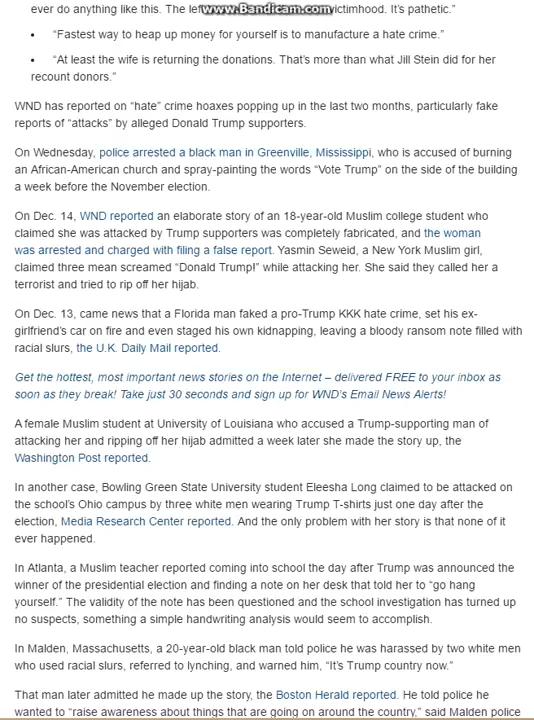 ever do anything like this. The lef
www.Bandicam.com
victimhood. It's pathetic.”
• “Fastest way to heap up money for yourself is to manufacture a hate crime.”
• “At least the wife is returning the donations. That's more than what Jill Stein did for her
recount donors.”
WND has reported on “hate” crime hoaxes popping up in the last two months, particularly fake
reports of “attacks” by alleged Donald Trump supporters.
On Wednesday, police arrested a black man in Greenville, Mississippi, who is accused of burning
an African-American church and spray-painting the words “Vote Trump” on the side of the building
a week before the November election.
On Dec. 14, WND reported an elaborate story of an 18-year-old Muslim college student who
claimed she was attacked by Trump supporters was completely fabricated, and the woman
was arrested and charged with filing a false report. Yasmin Seweid, a New York Muslim girl,
claimed three mean screamed “Donald Trump!” while attacking her. She said they called her a
terrorist and tried to rip off her hijab.
On Dec. 13, came news that a Florida man faked a pro-Trump KKK hate crime, set his ex-
girlfriend's car on fire and even staged his own kidnapping, leaving a bloody ransom note filled with
racial slurs, the U.K. Daily Mail reported.
Get the hottest, most important news stories on the Internet – delivered FREE to your inbox as
soon as they break! Take just 30 seconds and sign up for WND's Email News Alerts!
A female Muslim student at University of Louisiana who accused a Trump-supporting man of
attacking her and ripping off her hijab admitted a week later she made the story up, the
Washington Post reported.
In another case, Bowling Green State University student Eleesha Long claimed to be attacked on
the school's Ohio campus by three white men wearing Trump T-shirts just one day after the
election, Media Research Center reported. And the only problem with her story is that none of it
ever happened.
In Atlanta, a Muslim teacher reported coming into school the day after Trump was announced the
winner of the presidential election and finding a note on her desk that told her to “go hang
yourself.” The validity of the note has been questioned and the school investigation has turned up
no suspects, something a simple handwriting analysis would seem to accomplish.
In Malden, Massachusetts, a 20-year-old black man told police he was harassed by two white men
who used racial slurs, referred to lynching, and warned him, “It's Trump country now.”
That man later admitted he made up the story, the Boston Herald reported. He told police he
wanted to “raise awareness about things that are going on around the country,” said Malden police